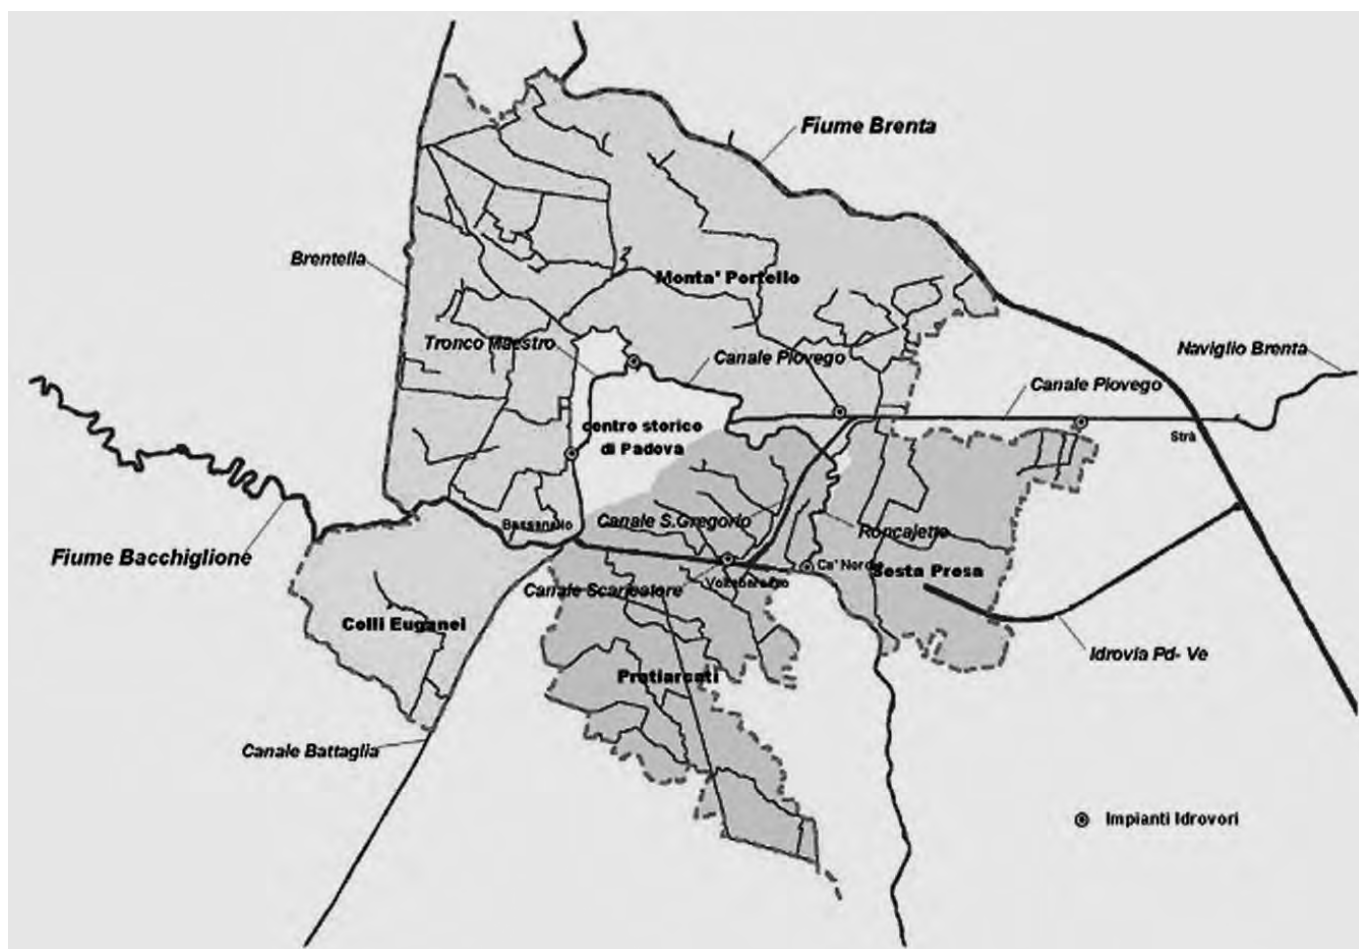 Fiume Brenta
Brentella
Monta' Portello
Tronco Maestro
Canale Piovego
Naviglio Brenta
Canale Piovego
centro storico
di Padova
Strà
Bassanello
Canale S.Gregorio
Roncajette
Fiume Bacchiglione
Ca' Nordio
Sesta Presa
Canale Scaricatore
Voltabarozzo
Colli Euganei
Idrovia Pd- Ve
Pratiarcati
Canale Battaglia
Impianti Idrovori